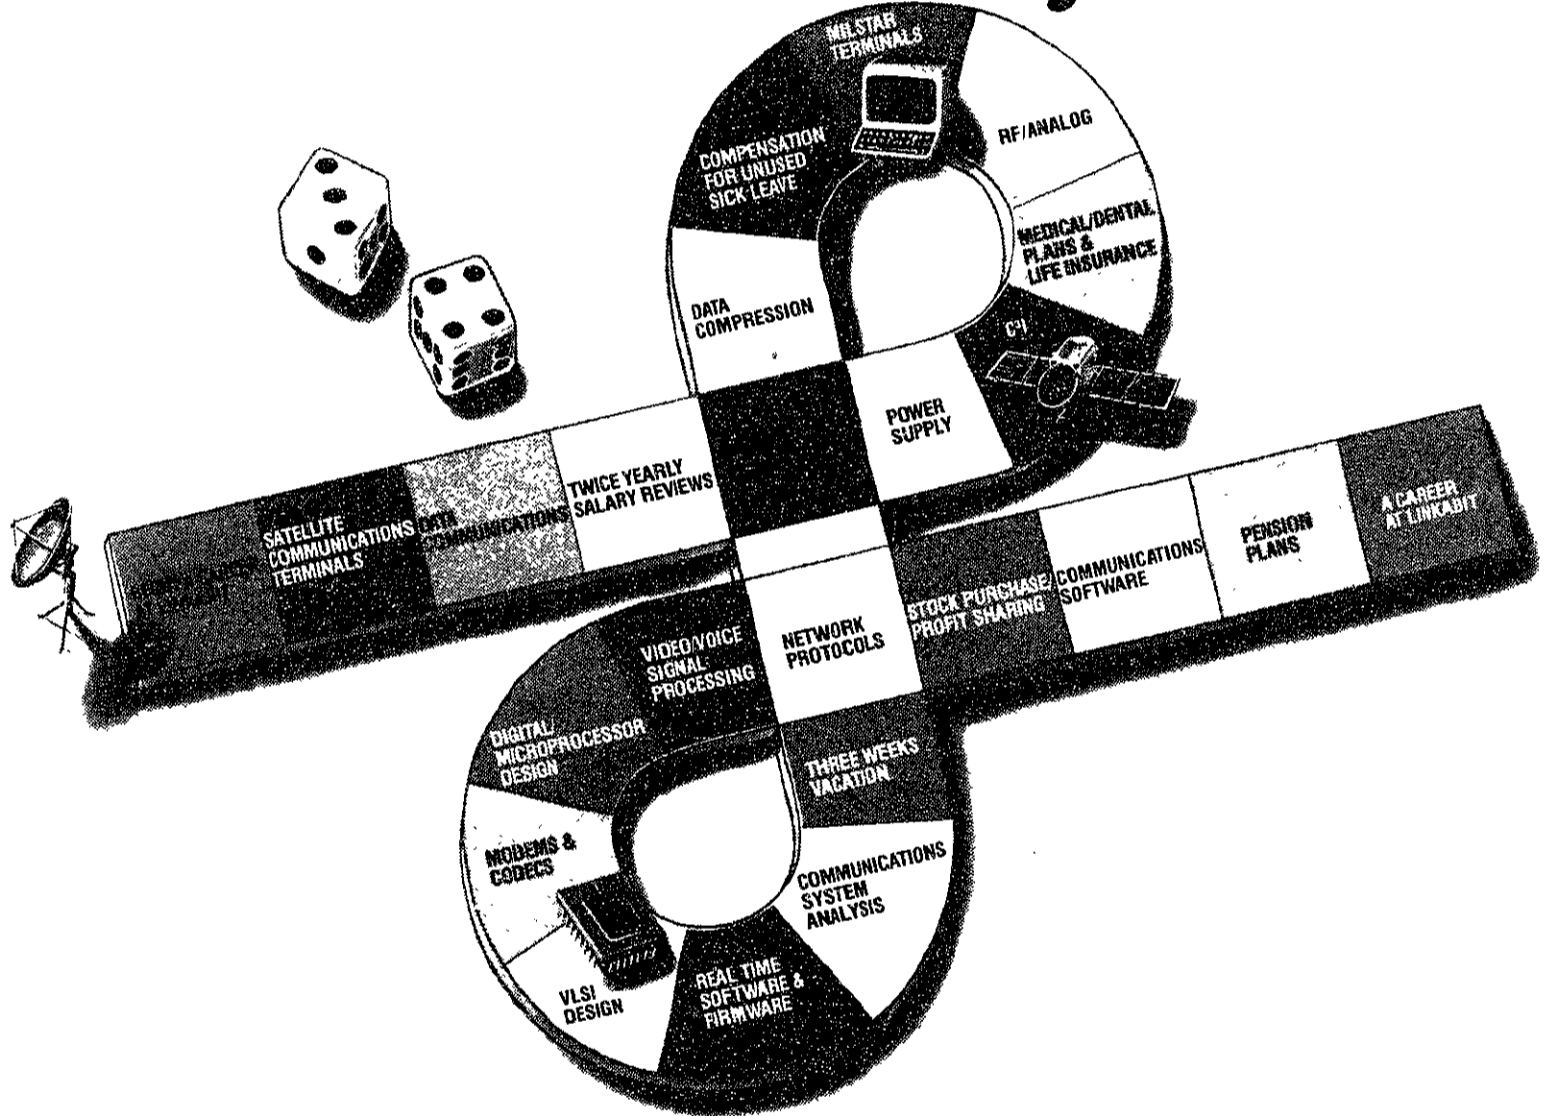 MILSTAR
TERMINALS
RF/ANALOG
COMPENSATION
FOR UNUSED
SICK LEAVE
MEDICAL/DENTAL
PLANS &
LIFE INSURANCE
DATA
COMPRESSION
C³I
POWER
SUPPLY
TWICE YEARLY
SALARY REVIEWS
SATELLITE
COMMUNICATIONS
TERMINALS
DATA
COMMUNICATIONS
A CAREER
AT LINKABIT
PENSION
PLANS
COMMUNICATIONS
SOFTWARE
STOCK PURCHASE/
PROFIT SHARING
NETWORK
PROTOCOLS
VIDEO/VOICE
SIGNAL
PROCESSING
DIGITAL/
MICROPROCESSOR
DESIGN
THREE WEEKS
VACATION
MODEMS &
CODECS
COMMUNICATIONS
SYSTEM
ANALYSIS
VLSI
DESIGN
REAL TIME
SOFTWARE &
FIRMWARE